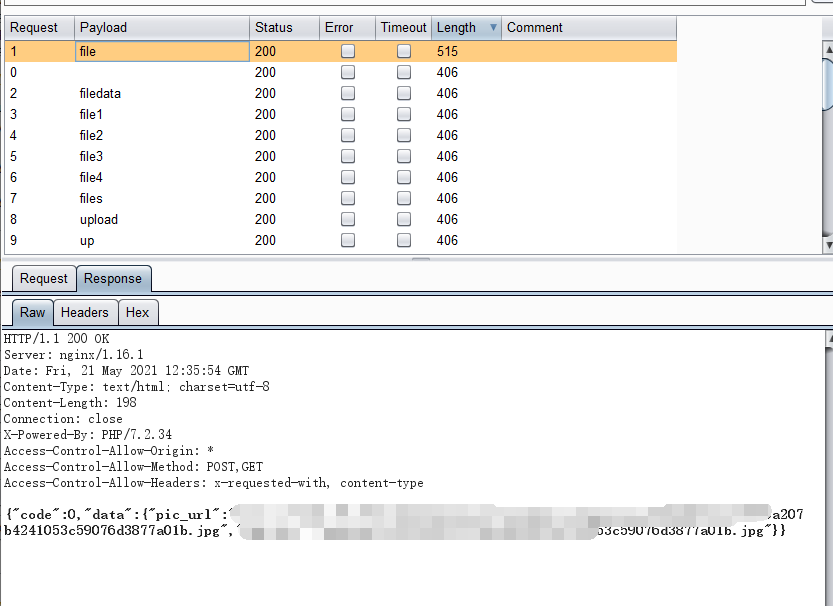 Request Payload Status Error Timeout Length Comment
1 file 200 515
0 200 406
2 filedata 200 406
3 file1 200 406
4 file2 200 406
5 file3 200 406
6 file4 200 406
7 files 200 406
8 upload 200 406
9 up 200 406
Request Response
Raw Headers Hex
HTTP/1.1 200 OK
Server: nginx/1.16.1
Date: Fri, 21 May 2021 12:35:54 GMT
Content-Type: text/html; charset=utf-8
Content-Length: 198
Connection: close
X-Powered-By: PHP/7.2.34
Access-Control-Allow-Origin: *
Access-Control-Allow-Method: POST,GET
Access-Control-Allow-Headers: x-requested-with, content-type
{"code":0,"data":{"pic_url":" a207
b4241053c59076d3877a01b.jpg"," 53c59076d3877a01b.jpg"}}